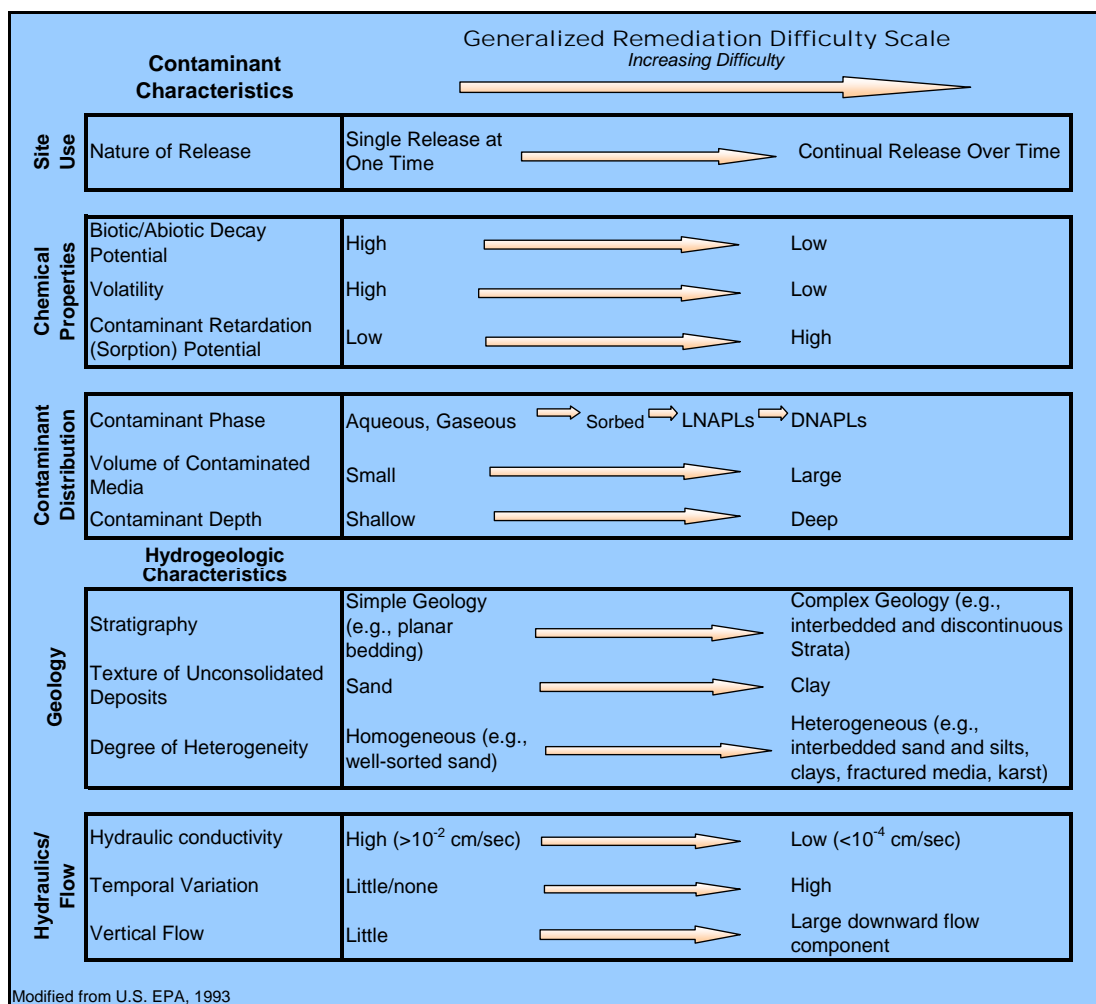 Generalized Remediation Difficulty Scale
Increasing Difficulty
Contaminant
Characteristics
Site
Use
Nature of Release
Single Release at
One Time
Continual Release Over Time
Chemical
Properties
Biotic/Abiotic Decay
Potential
High
Low
Volatility
High
Low
Contaminant Retardation
(Sorption) Potential
Low
High
Contaminant
Distribution
Contaminant Phase
Aqueous, Gaseous
Sorbed
LNAPLs
DNAPLs
Volume of Contaminated
Media
Small
Large
Contaminant Depth
Shallow
Deep
Hydrogeologic
Characteristics
Geology
Stratigraphy
Simple Geology
(e.g., planar
bedding)
Complex Geology (e.g.,
interbedded and discontinuous
Strata)
Texture of Unconsolidated
Deposits
Sand
Clay
Degree of Heterogeneity
Homogeneous (e.g.,
well-sorted sand)
Heterogeneous (e.g.,
interbedded sand and silts,
clays, fractured media, karst)
Hydraulics/
Flow
Hydraulic conductivity
High (>10⁻² cm/sec)
Low (<10⁻⁴ cm/sec)
Temporal Variation
Little/none
High
Vertical Flow
Little
Large downward flow
component
Modified from U.S. EPA, 1993